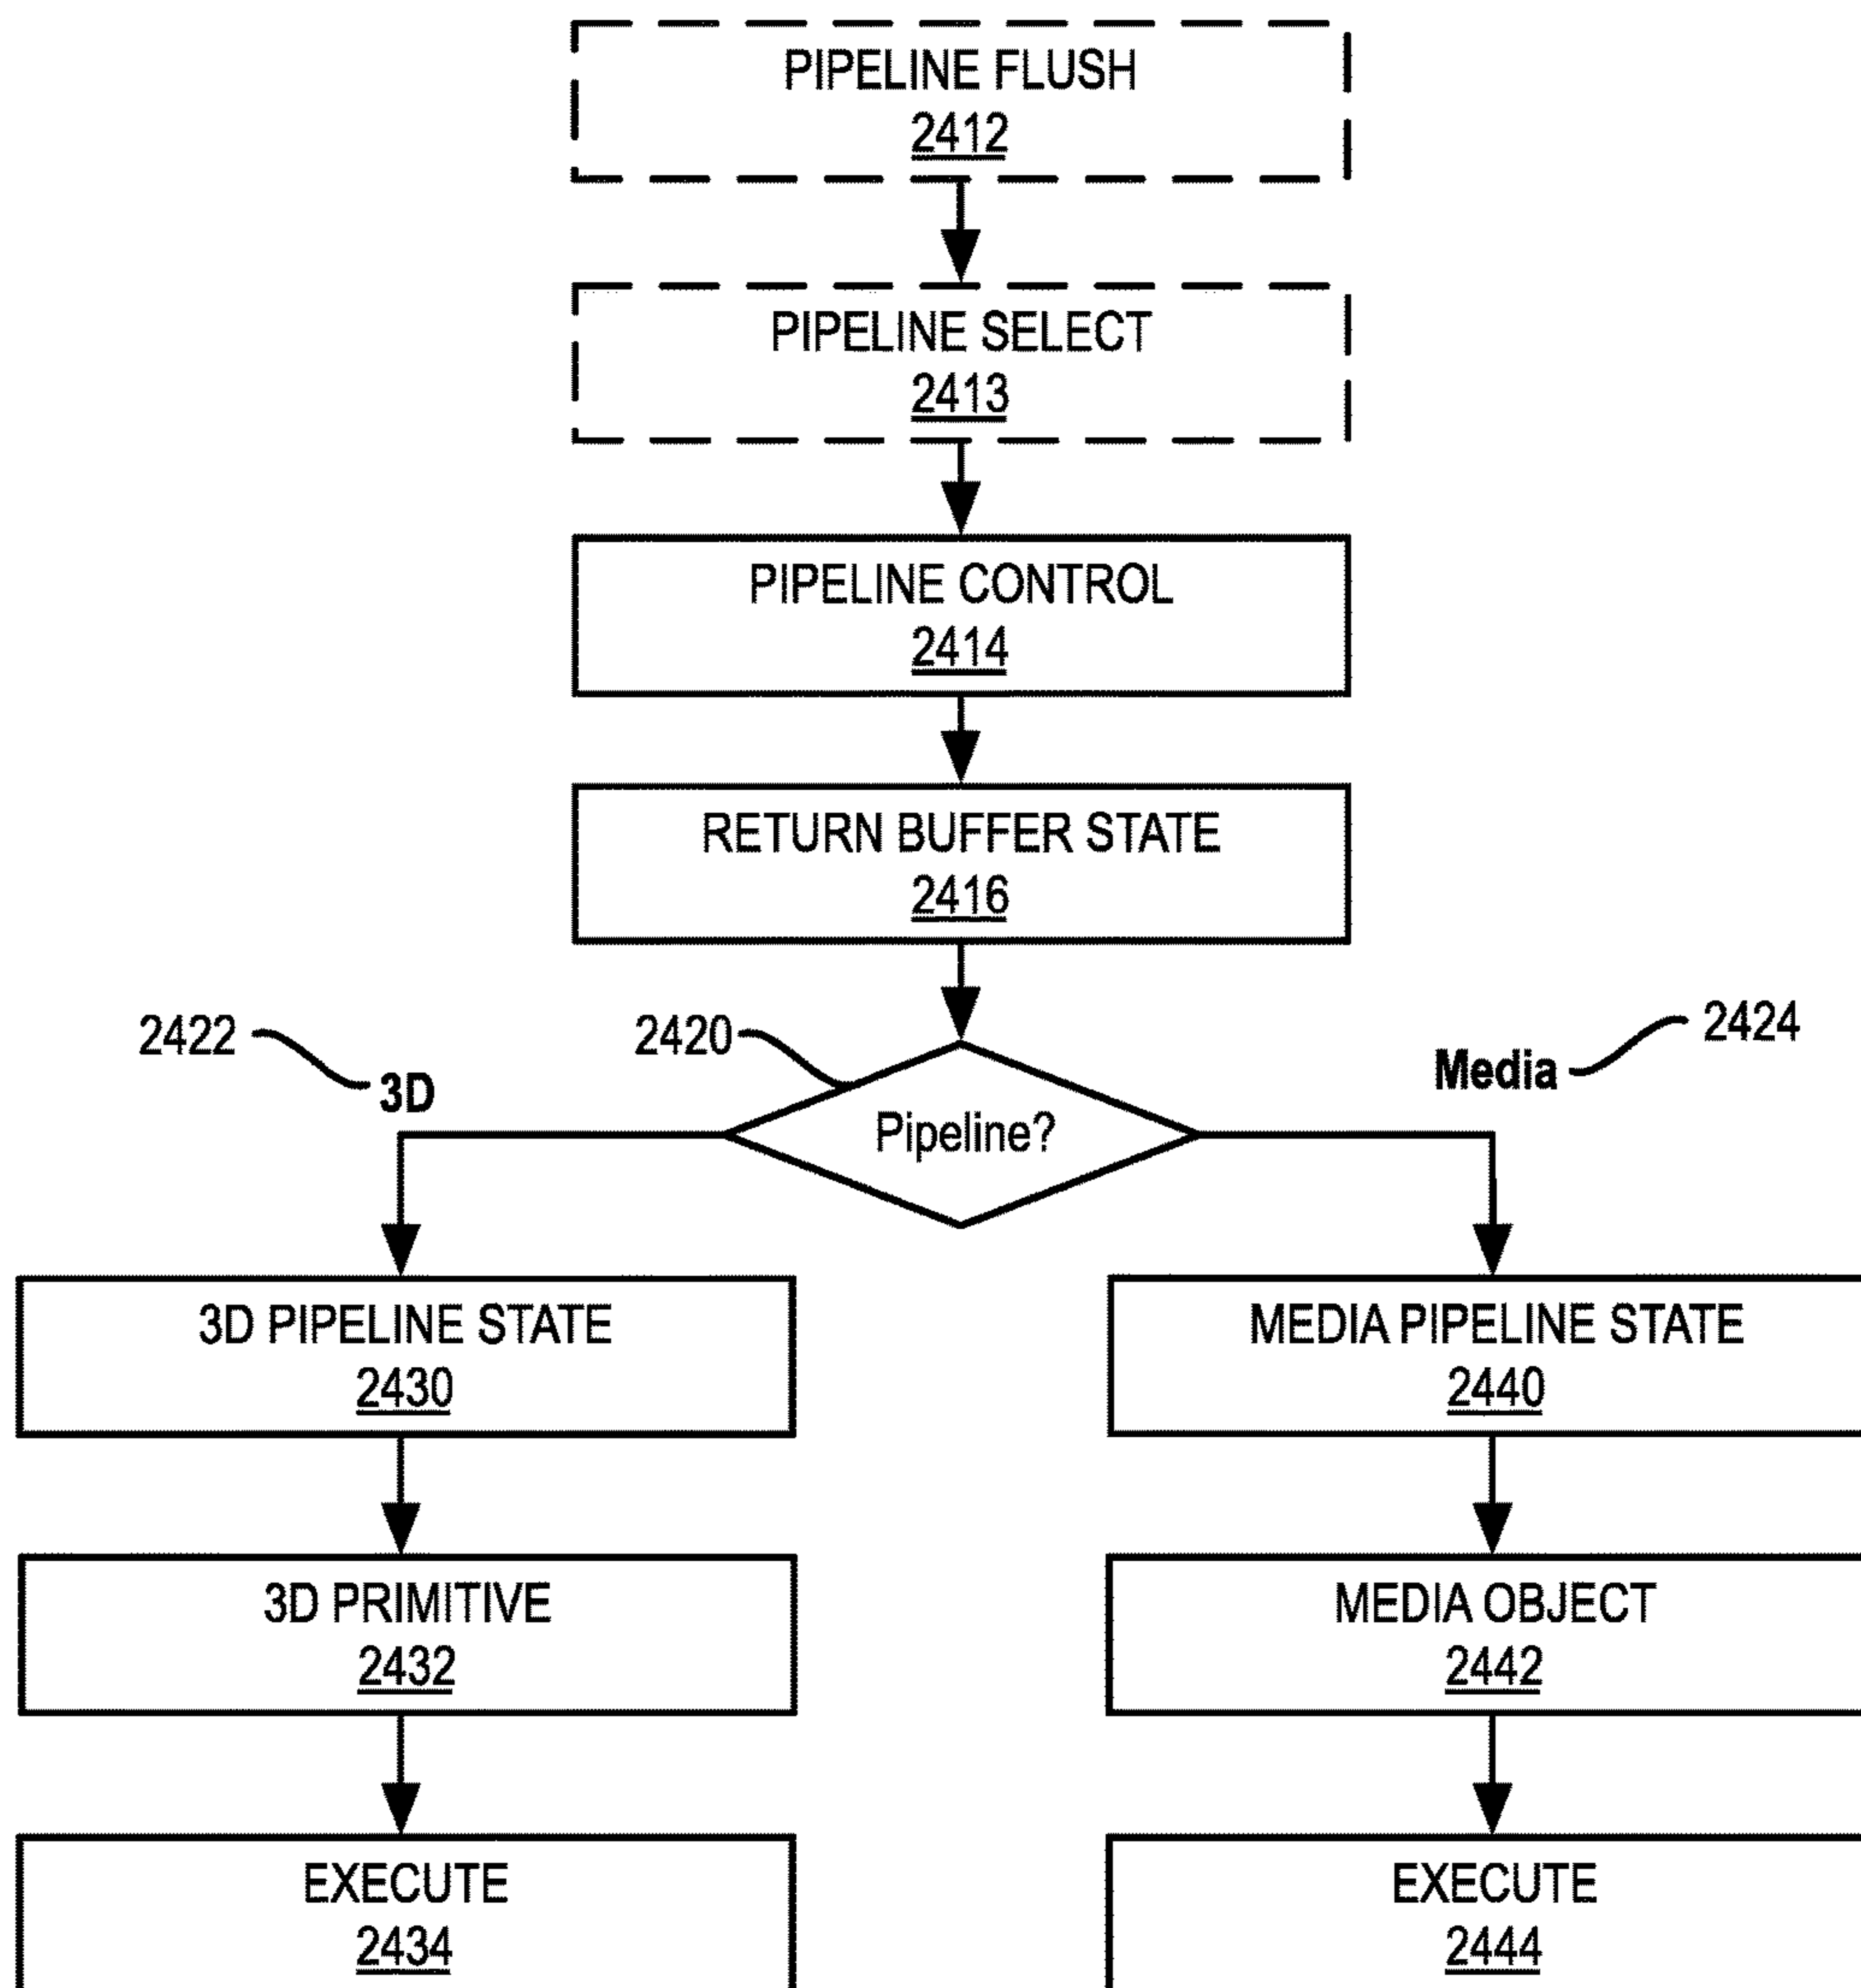 PIPELINE FLUSH
2412
PIPELINE SELECT
2413
PIPELINE CONTROL
2414
RETURN BUFFER STATE
2416
2422
3D
2420
Pipeline?
Media
2424
3D PIPELINE STATE
2430
MEDIA PIPELINE STATE
2440
3D PRIMITIVE
2432
MEDIA OBJECT
2442
EXECUTE
2434
EXECUTE
2444